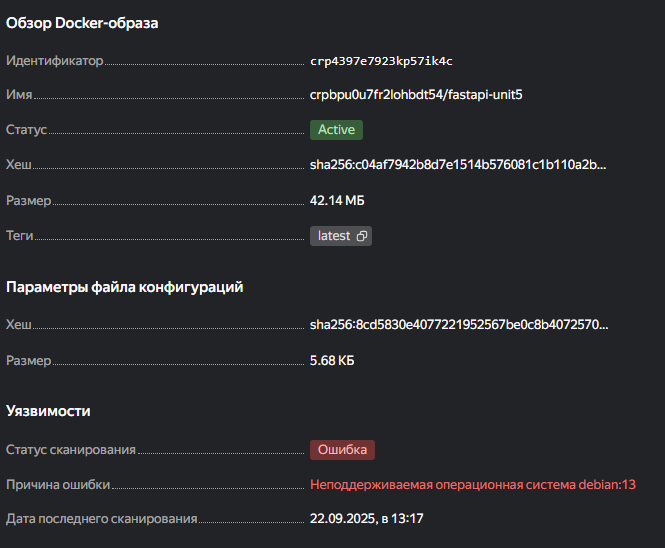 Обзор Docker-образа
Идентификатор crp4397e7923kp57ik4c
Имя crpbpu0u7fr2lohbdt54/fastapi-unit5
Статус Active
Хеш sha256:c04af7942b8d7e1514b576081c1b110a2b...
Размер 42.14 МБ
Теги latest
Параметры файла конфигураций
Хеш sha256:8cd5830e4077221952567be0c8b4072570...
Размер 5.68 КБ
Уязвимости
Статус сканирования Ошибка
Причина ошибки Неподдерживаемая операционная система debian:13
Дата последнего сканирования 22.09.2025, в 13:17